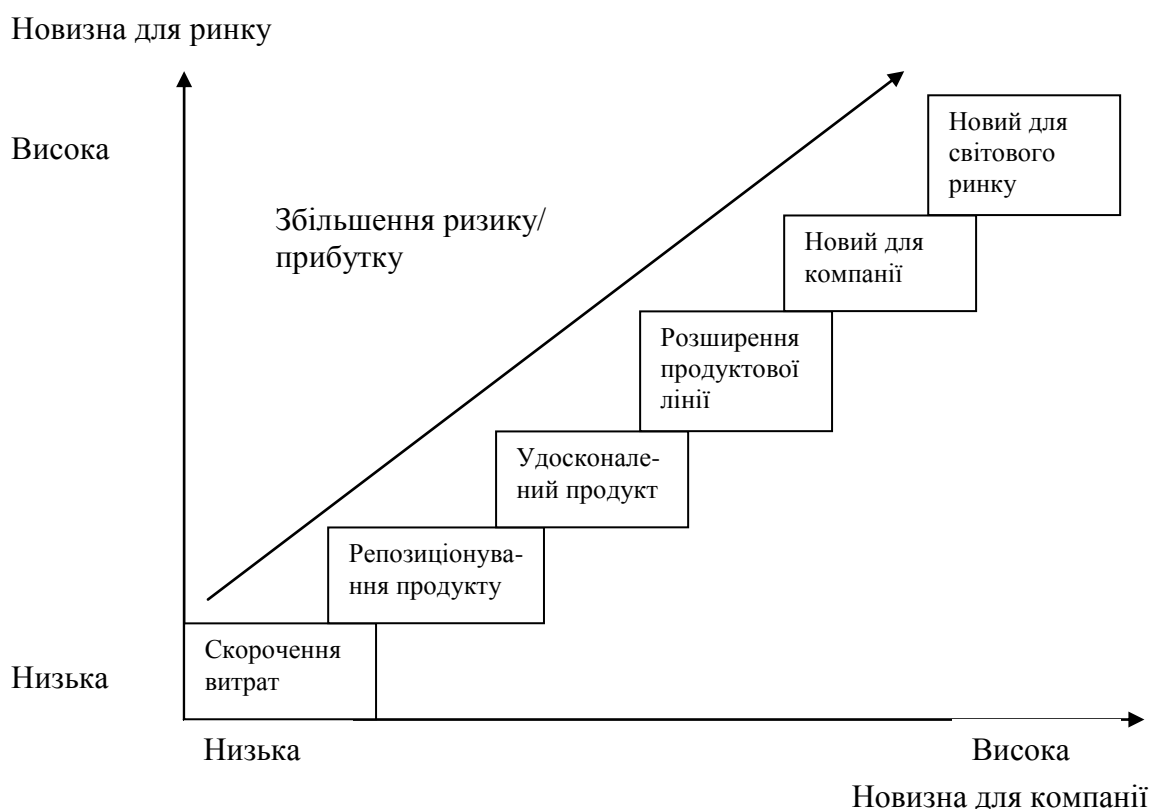 Новизна для ринку
Висока
Новий для
світового
ринку
Збільшення ризику/
прибутку
Новий для
компанії
Розширення
продуктової
лінії
Удосконале-
ний продукт
Репозиціонува-
ння продукту
Скорочення
витрат
Низька
Низька
Висока
Новизна для компанії